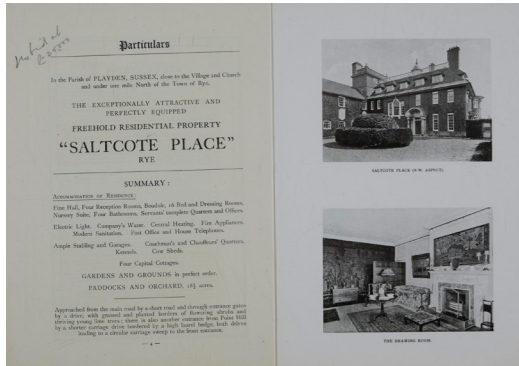 Particulars
In the Parish of PLAYDEN, SUSSEX, close to the Village and Church
and under one mile North of the Town of Rye.
THE EXCEPTIONALLY ATTRACTIVE AND
PERFECTLY EQUIPPED
FREEHOLD RESIDENTIAL PROPERTY
"SALTCOTE PLACE"
RYE
SUMMARY :
Accommodation of Residence :
Fine Hall, Four Reception Rooms, Boudoir, 16 Bed and Dressing Rooms,
Nursery Suite, Four Bathrooms, Servants' complete Quarters and Offices.
Electric Light. Company's Water. Central Heating. Fire Appliances.
Modern Sanitation. Post Office and House Telephones.
Ample Stabling and Garages. Coachman's and Chauffeurs' Quarters.
Kennels. Cow Sheds.
Four Capital Cottages.
GARDENS AND GROUNDS in perfect order.
PADDOCKS AND ORCHARD. acres.
Approached from the main road by a short road and through entrance gates
by a drive, with grassed and planted borders of flowering shrubs and
thriving young lime trees; there is also another entrance from Point Hill
by a shorter carriage drive bordered by a high laurel hedge, both drives
leading to a circular carriage sweep to the front entrance.
SALTCOTE PLACE (S.W. ASPECT).
THE DRAWING ROOM.